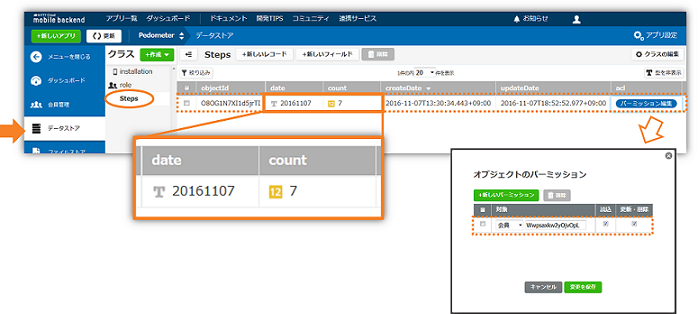 mobile backend
アプリ一覧 ダッシュボード ドキュメント 開発TIPS コミュニティ 連携サービス お知らせ
+新しいアプリ 更新 Pedometer データストア アプリ設定
メニューを閉じる
ダッシュボード
会員管理
データストア
ファイルストア
クラス +作成
installation
role
Steps
Steps +新しいレコード +新しいフィールド 削除 クラスの編集
絞り込み 1件の内 20 件を表示 全を非表示
objectId date count createDate updateDate acl
20161107 7 2016-11-07T13:30:34.443+09:00 2016-11-07T18:52:52.977+09:00 パーミッション編集
date count
20161107 12 7
オブジェクトのパーミッション
+新しいパーミッション 削除
対象 読込 更新・削除
会員
キャンセル 変更を保存